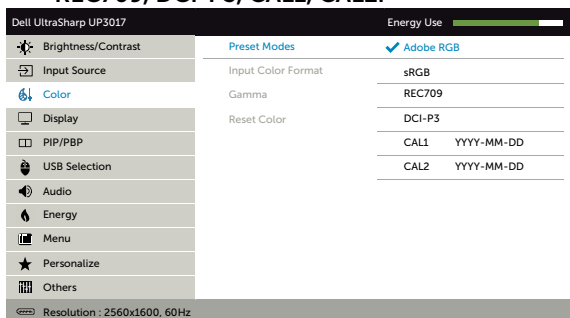 REC709, DCI-P3, CAL1, CAL2.
Dell UltraSharp UP3017 Energy Use
Brightness/Contrast Preset Modes Adobe RGB
Input Source Input Color Format sRGB
Color Gamma REC709
Display Reset Color DCI-P3
PIP/PBP CAL1 YYYY-MM-DD
USB Selection CAL2 YYYY-MM-DD
Audio
Energy
Menu
Personalize
Others
Resolution : 2560x1600, 60Hz